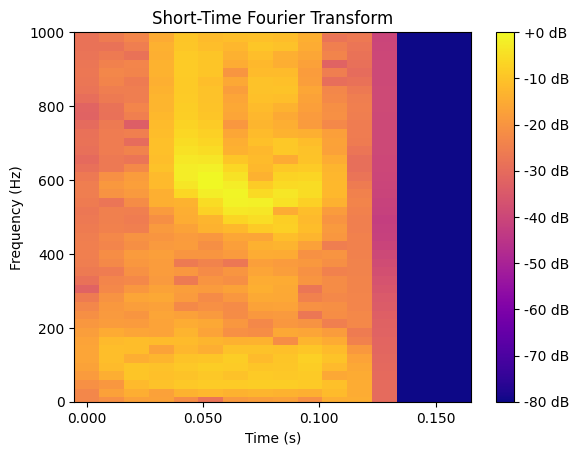 Short-Time Fourier Transform
Frequency (Hz)
1000
800
600
400
200
0
0.000
0.050
0.100
0.150
Time (s)
+0 dB
-10 dB
-20 dB
-30 dB
-40 dB
-50 dB
-60 dB
-70 dB
-80 dB